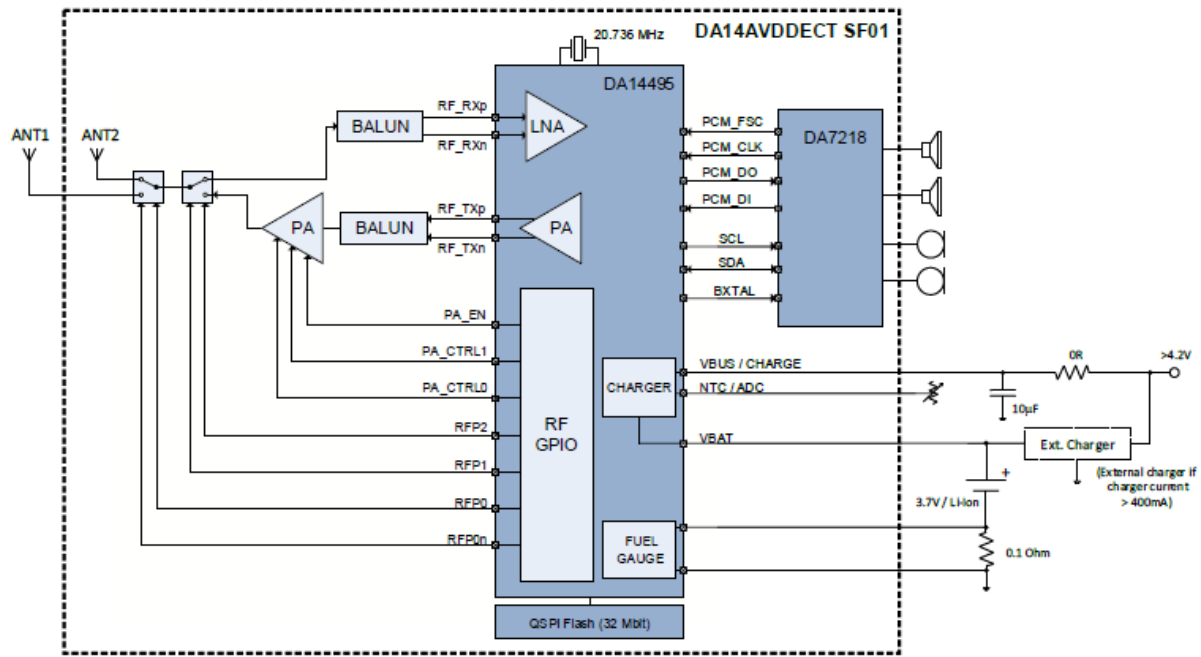 DA14AVDDECT SF01
20.736 MHz
DA14495
ANT1
ANT2
RF_RXp
BALUN
RF_RXn
LNA
PCM_FSC
DA7218
PCM_CLK
PCM_DO
PCM_DI
RF_TXp
PA
BALUN
RF_TXn
PA
SCL
SDA
BXTAL
PA_EN
PA_CTRL1
PA_CTRL0
RFP2
RFP1
RFP0
RFP0n
RF
GPIO
CHARGER
VBUS / CHARGE
NTC / ADC
VBAT
0R
>4.2V
10µF
Ext. Charger
(External charger if
charger current
> 400mA)
+
3.7V / Li-Ion
FUEL
GAUGE
0.1 Ohm
QSPI Flash (32 Mbit)